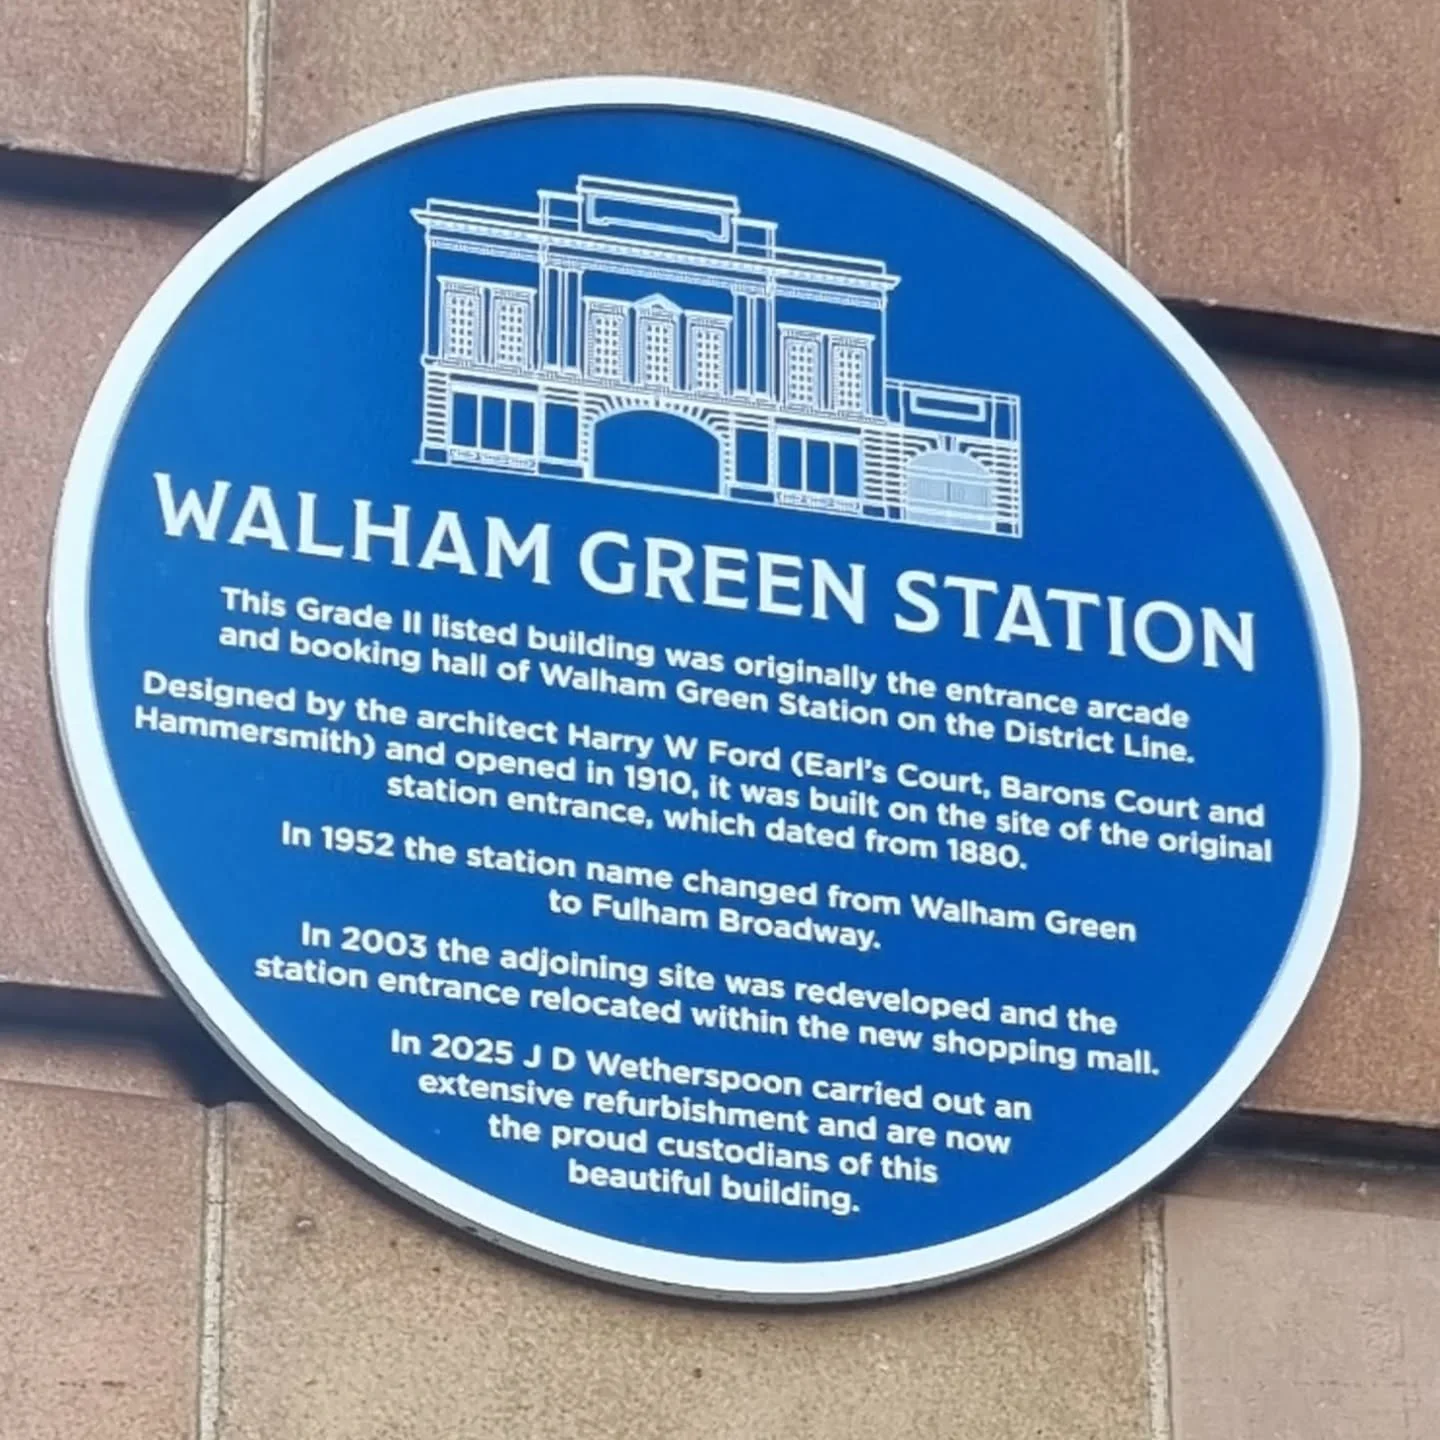 WALHAM GREEN STATION
This Grade II listed building was originally the entrance arcade
and booking hall of Walham Green Station on the District Line.
Designed by the architect Harry W Ford (Earl's Court, Barons Court and
Hammersmith) and opened in 1910, it was built on the site of the original
station entrance, which dated from 1880.
In 1952 the station name changed from Walham Green
to Fulham Broadway.
In 2003 the adjoining site was redeveloped and the
station entrance relocated within the new shopping mall.
In 2025 J D Wetherspoon carried out an
extensive refurbishment and are now
the proud custodians of this
beautiful building.